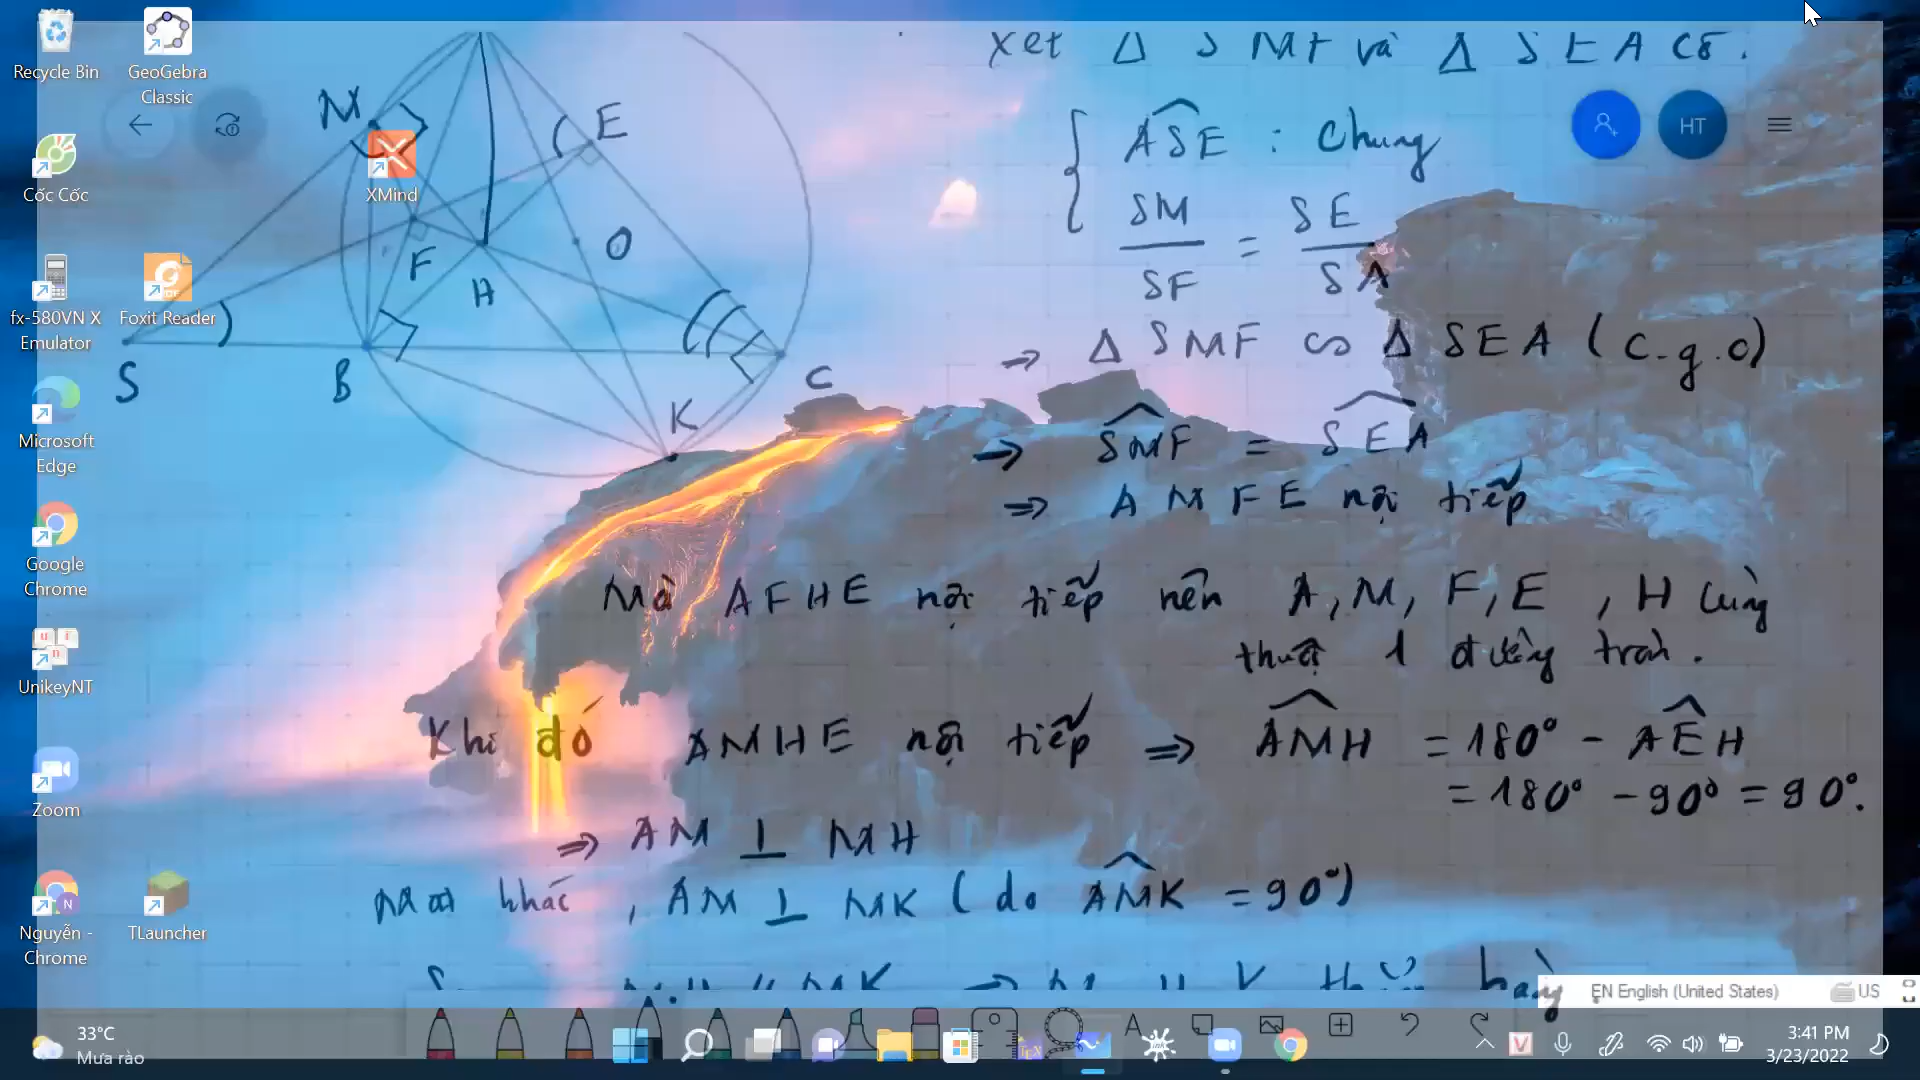 Recycle Bin
GeoGebra
Classic
Cốc Cốc
XMind
fx-580VN X
Emulator
Foxit Reader
Microsoft
Edge
Google
Chrome
UnikeyNT
Zoom
Nguyễn -
Chrome
TLauncher
M
E
F
H
O
S
B
C
K
HT
Xét Δ SMF và Δ SEA có:
ASE : Chung
SM/SF = SE/SA
→ Δ SMF ∽ Δ SEA (c.g.c)
→ SMF = SEA
⇒ AMFE nội tiếp
Mà AFHE nội tiếp nên A, M, F, E, H cùng
thuộc 1 đường tròn.
Khi đó AMHE nội tiếp ⇒ AMH = 180° - AEH
= 180° - 90° = 90°.
⇒ AM ⊥ MH
Mặt khác, AM ⊥ MK (do AMK = 90°)
MK → M, H, K thẳng hàng
EN English (United States)
US
33°C
Mưa rào
3:41 PM
3/23/2022